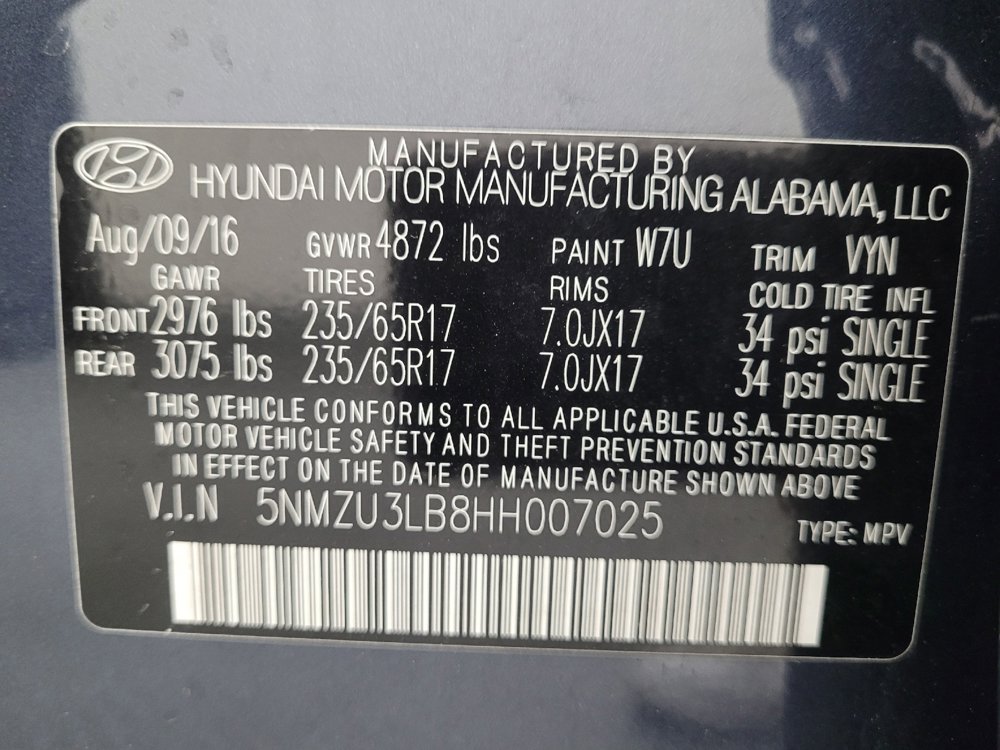 MANUFACTURED BY
HYUNDAI MOTOR MANUFACTURING ALABAMA, LLC
Aug/09/16 GVWR 4872 lbs PAINT W7U TRIM VYN
GAWR TIRES RIMS COLD TIRE INFL
FRONT 2976 lbs 235/65R17 7.0JX17 34 psi SINGLE
REAR 3075 lbs 235/65R17 7.0JX17 34 psi SINGLE
THIS VEHICLE CONFORMS TO ALL APPLICABLE U.S.A. FEDERAL
MOTOR VEHICLE SAFETY AND THEFT PREVENTION STANDARDS
IN EFFECT ON THE DATE OF MANUFACTURE SHOWN ABOVE
V.I.N 5NMZU3LB8HH007025 TYPE: MPV